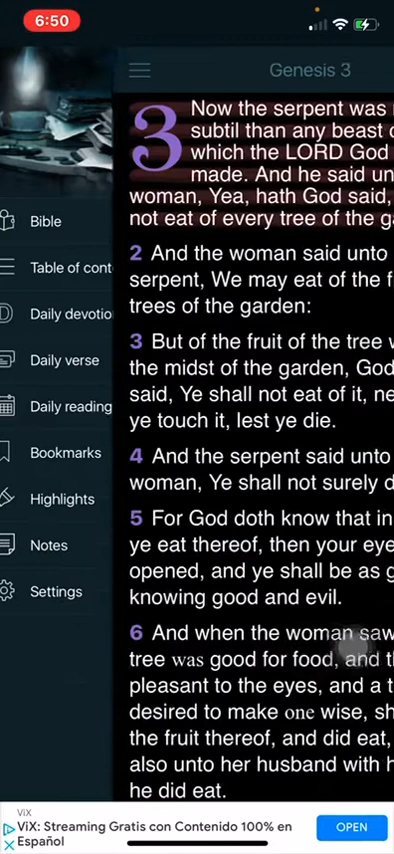 6:50
Genesis 3
3 Now the serpent was
subtil than any beast
which the LORD God
made. And he said un
woman, Yea, hath God said,
not eat of every tree of the ga
2 And the woman said unto
serpent, We may eat of the f
trees of the garden:
3 But of the fruit of the tree w
the midst of the garden, God
said, Ye shall not eat of it, ne
ye touch it, lest ye die.
4 And the serpent said unto
woman, Ye shall not surely d
5 For God doth know that in
ye eat thereof, then your eye
opened, and ye shall be as g
knowing good and evil.
6 And when the woman saw
tree was good for food, and th
pleasant to the eyes, and a t
desired to make one wise, sh
the fruit thereof, and did eat,
also unto her husband with h
he did eat.
Bible
Table of cont
Daily devotio
Daily verse
Daily reading
Bookmarks
Highlights
Notes
Settings
ViX
ViX: Streaming Gratis con Contenido 100% en
Español
OPEN